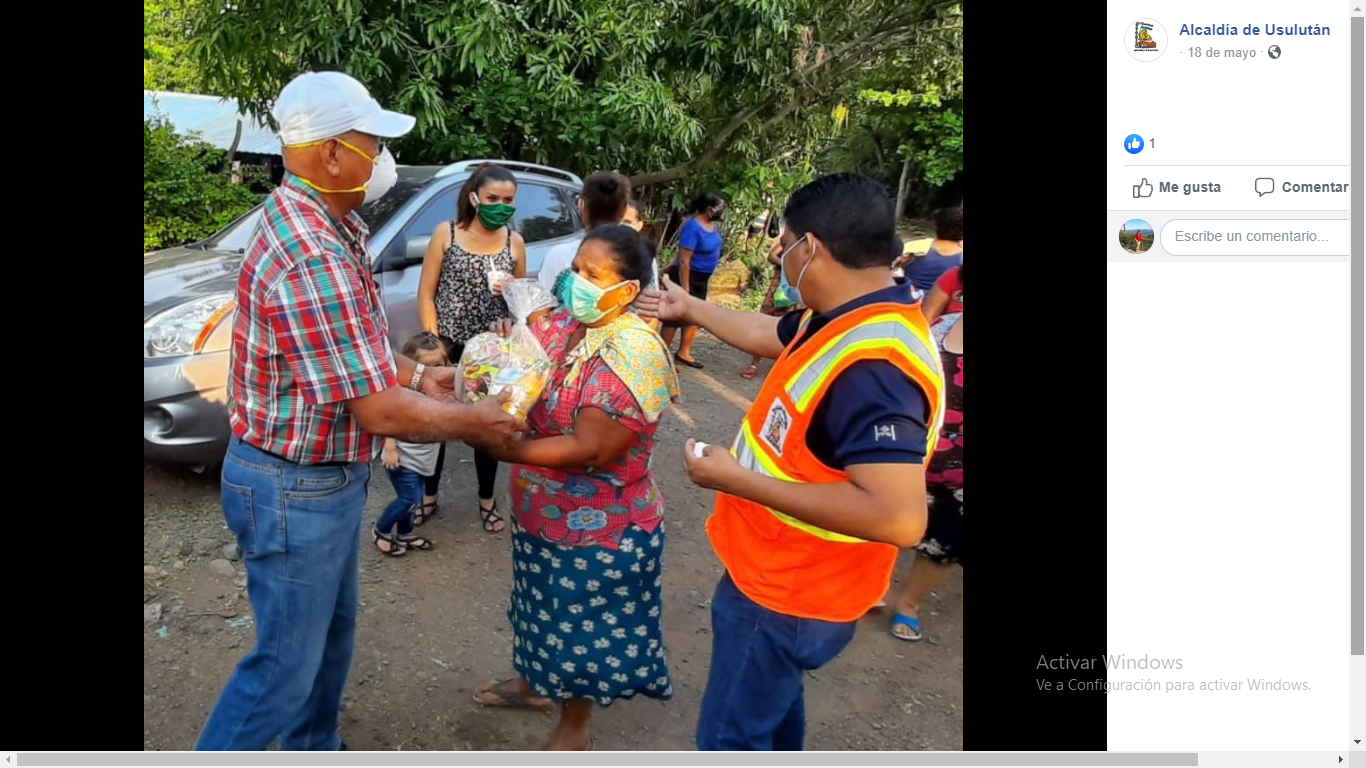 Alcaldía de Usulután
· 18 de mayo ·
1
Me gusta
Comentar
Escribe un comentario...
Activar Windows
Ve a Configuración para activar Windows.